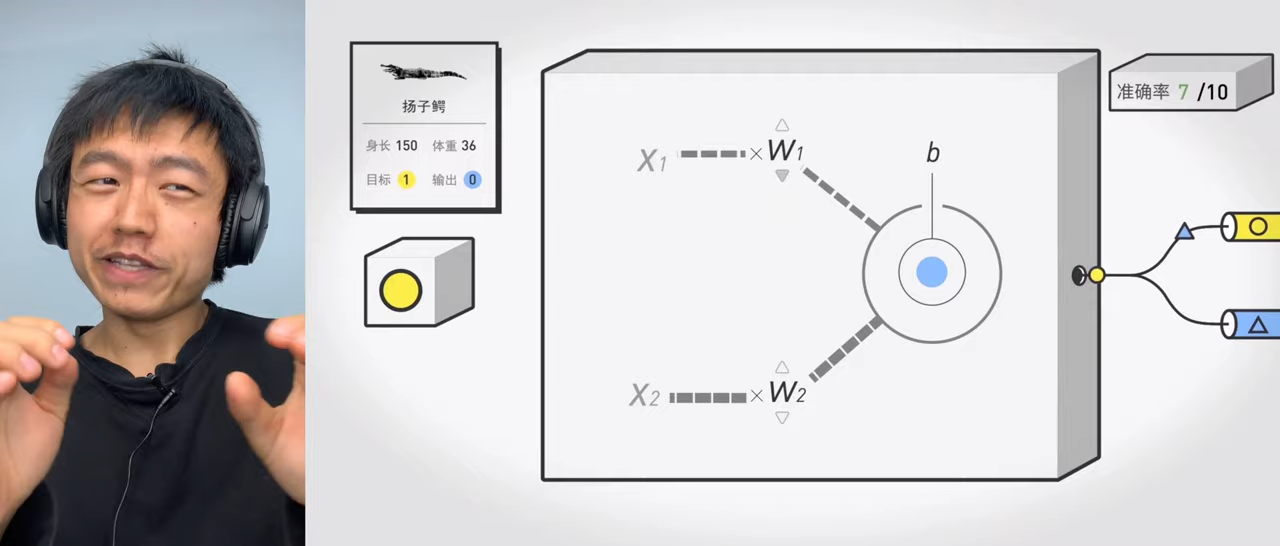 扬子鳄
身长 150 体重 36
目标 1 输出 0
准确率 7 /10
X1 × W1
b
X2 × W2